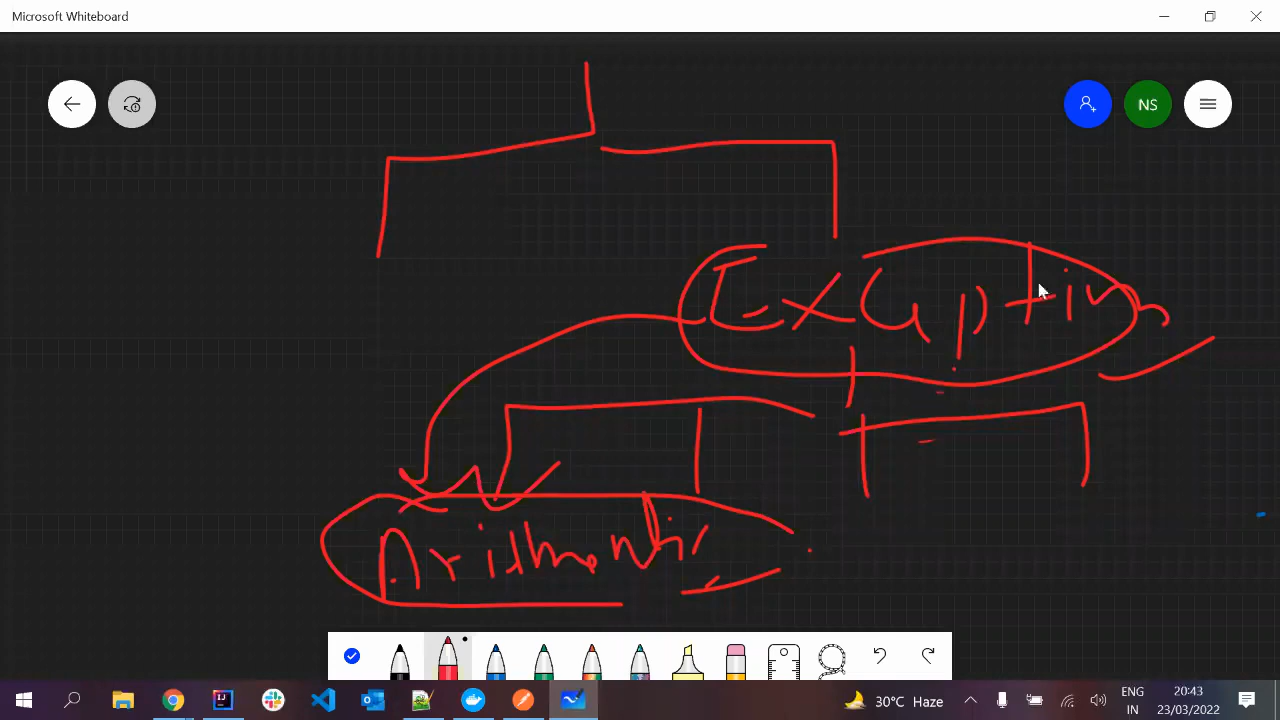 Microsoft Whiteboard
NS
Exception
Arithmetic
30°C Haze
ENG
IN
20:43
23/03/2022